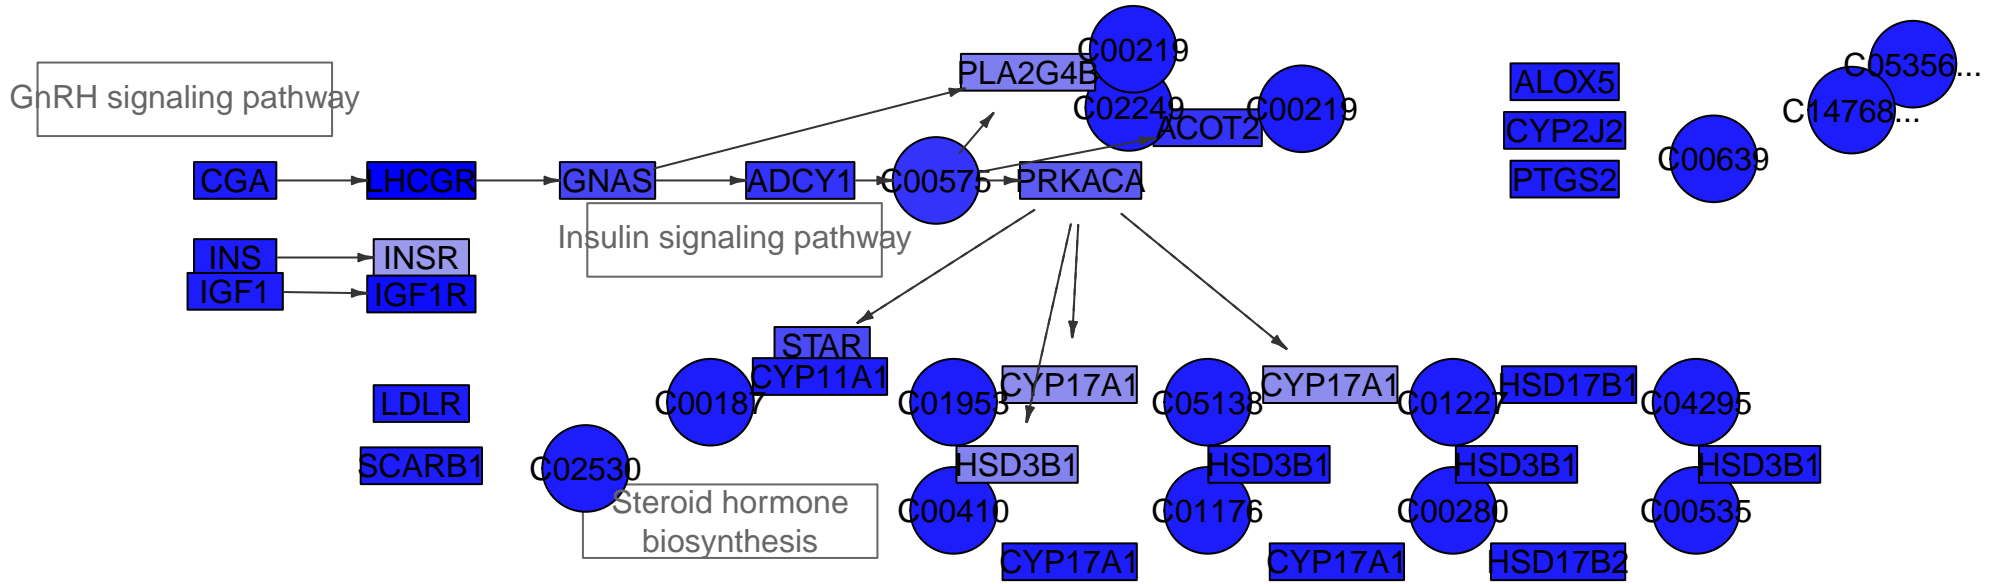 GnRH signaling pathway
PLA2G4B
C00219
C02249
ACOT2
C00219
ALOX5
CYP2J2
PTGS2
C00639
C05356...
C14768...
CGA
LHCGR
GNAS
ADCY1
C00575
PRKACA
Insulin signaling pathway
INS
INSR
IGF1
IGF1R
STAR
CYP11A1
C00187
C01953
CYP17A1
C05138
CYP17A1
C01227
HSD17B1
C04295
LDLR
SCARB1
C02530
HSD3B1
HSD3B1
HSD3B1
HSD3B1
Steroid hormone
biosynthesis
C00410
C01176
C00280
C00535
CYP17A1
CYP17A1
HSD17B2